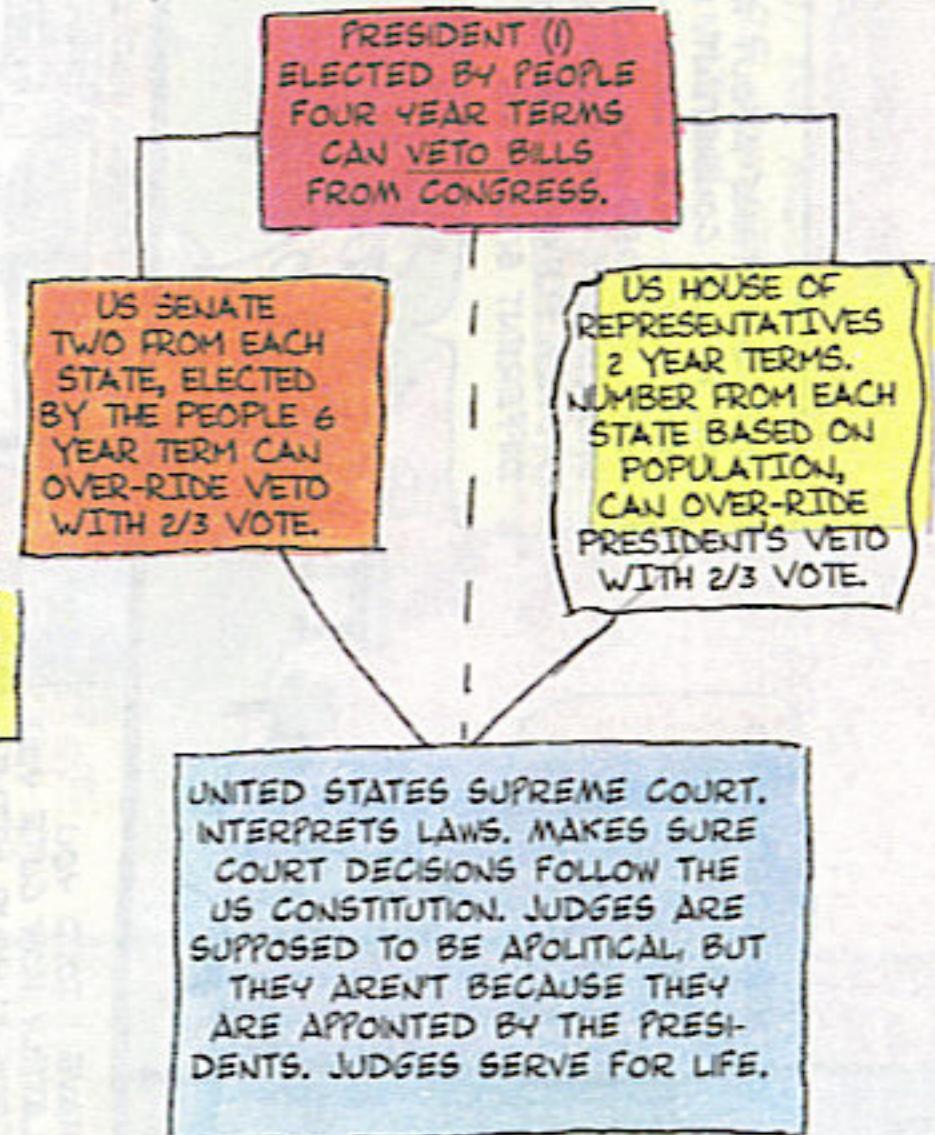 PRESIDENT (1)
ELECTED BY PEOPLE
FOUR YEAR TERMS
CAN VETO BILLS
FROM CONGRESS.
US SENATE
TWO FROM EACH
STATE, ELECTED
BY THE PEOPLE 6
YEAR TERM CAN
OVER-RIDE VETO
WITH 2/3 VOTE.
US HOUSE OF
REPRESENTATIVES
2 YEAR TERMS.
NUMBER FROM EACH
STATE BASED ON
POPULATION,
CAN OVER-RIDE
PRESIDENT'S VETO
WITH 2/3 VOTE.
UNITED STATES SUPREME COURT.
INTERPRETS LAWS. MAKES SURE
COURT DECISIONS FOLLOW THE
US CONSTITUTION. JUDGES ARE
SUPPOSED TO BE APOLITICAL, BUT
THEY AREN'T BECAUSE THEY
ARE APPOINTED BY THE PRESI-
DENTS. JUDGES SERVE FOR LIFE.